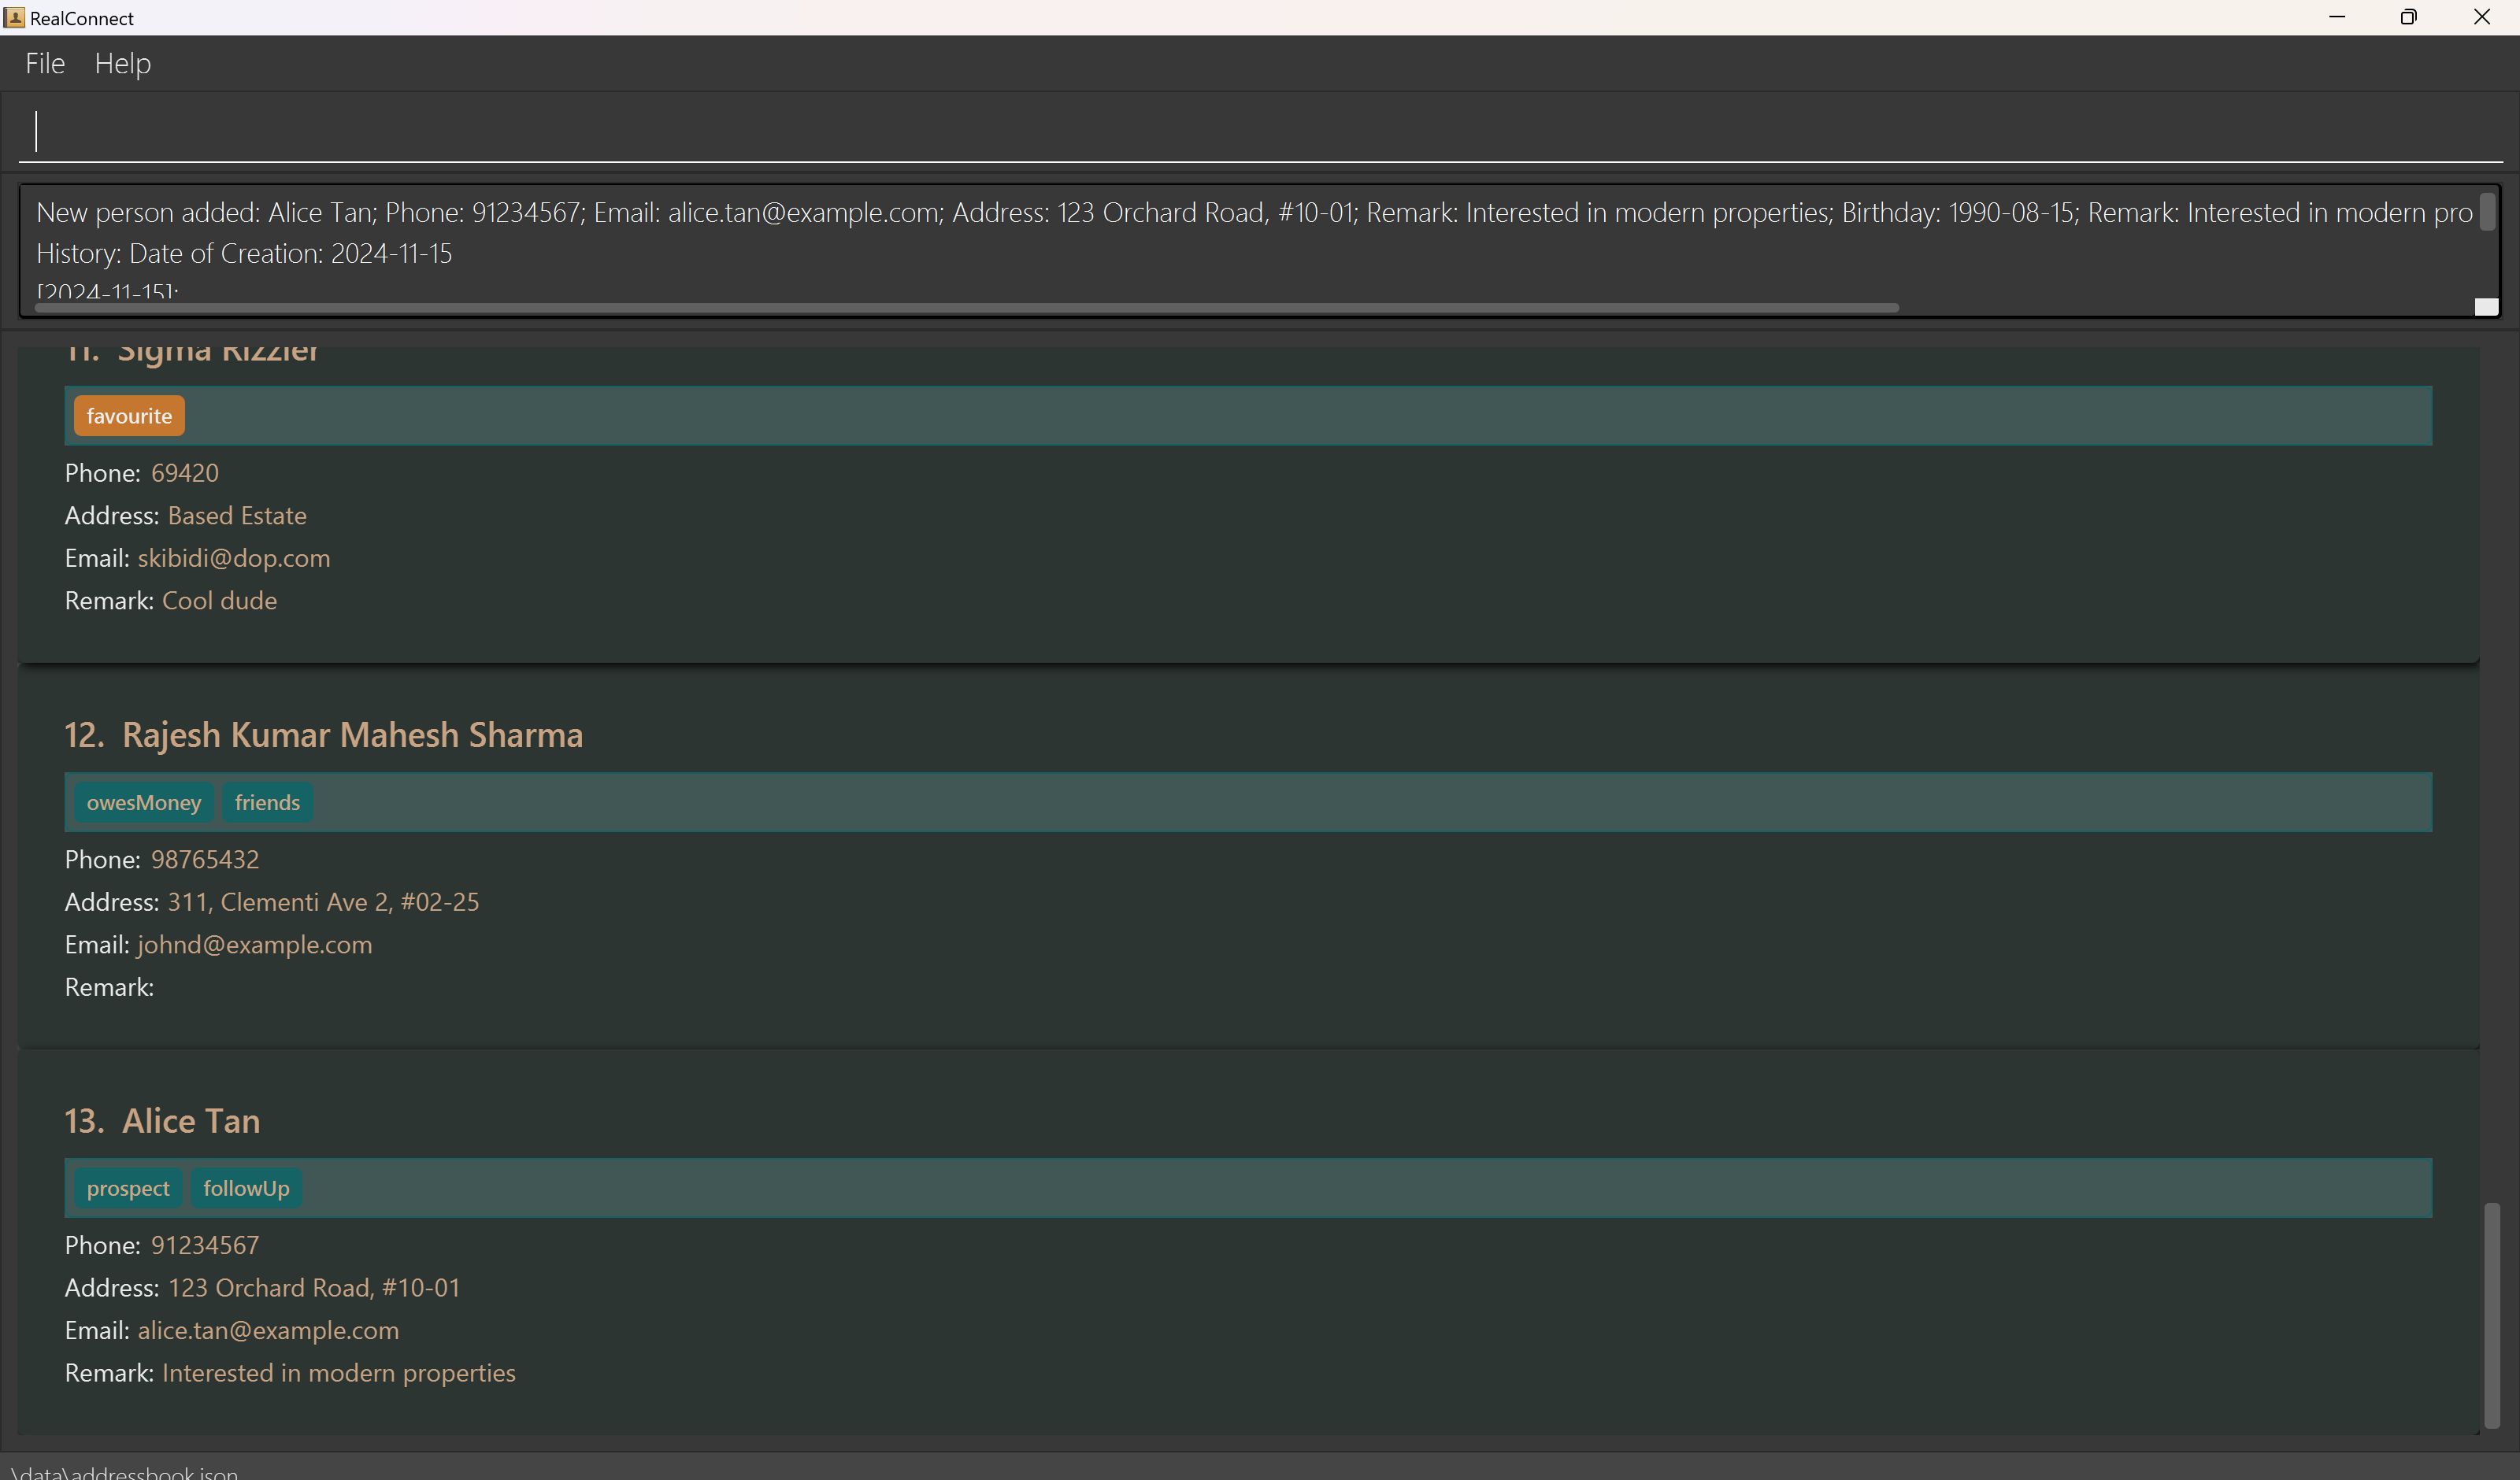 RealConnect
File Help
New person added: Alice Tan; Phone: 91234567; Email: alice.tan@example.com; Address: 123 Orchard Road, #10-01; Remark: Interested in modern properties; Birthday: 1990-08-15; Remark: Interested in modern pro
History: Date of Creation: 2024-11-15
[2024-11-15]:
11. Sigma Rizzler
favourite
Phone: 69420
Address: Based Estate
Email: skibidi@dop.com
Remark: Cool dude
12. Rajesh Kumar Mahesh Sharma
owesMoney friends
Phone: 98765432
Address: 311, Clementi Ave 2, #02-25
Email: johnd@example.com
Remark:
13. Alice Tan
prospect followUp
Phone: 91234567
Address: 123 Orchard Road, #10-01
Email: alice.tan@example.com
Remark: Interested in modern properties
\data\addressbook.json